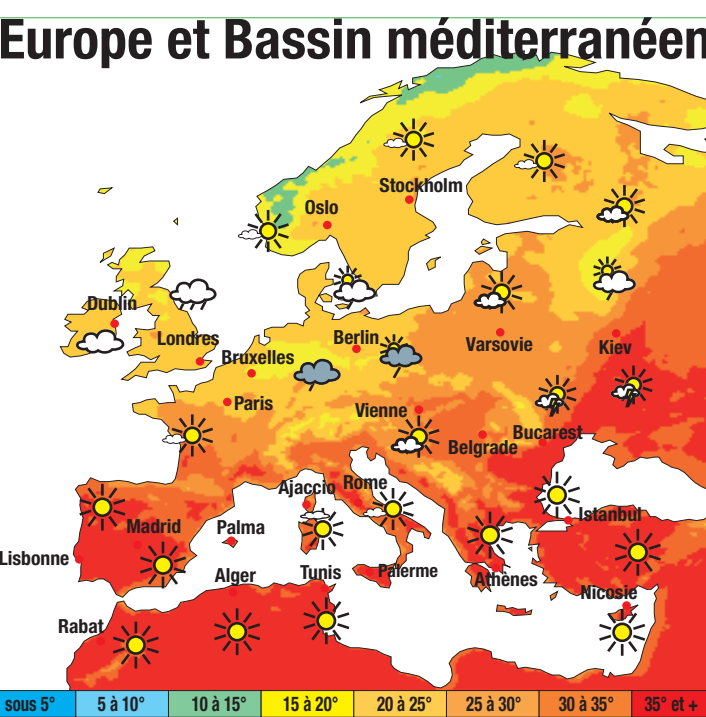 Europe et Bassin méditerranéen
Stockholm
Oslo
Dublin
Londres
Bruxelles
Berlin
Varsovie
Kiev
Paris
Vienne
Belgrade
Bucarest
Ajaccio
Rome
Madrid
Palma
Istanbul
Lisbonne
Alger
Tunis
Palerme
Athènes
Nicosie
Rabat
sous 5° 5 à 10° 10 à 15° 15 à 20° 20 à 25° 25 à 30° 30 à 35° 35° et +